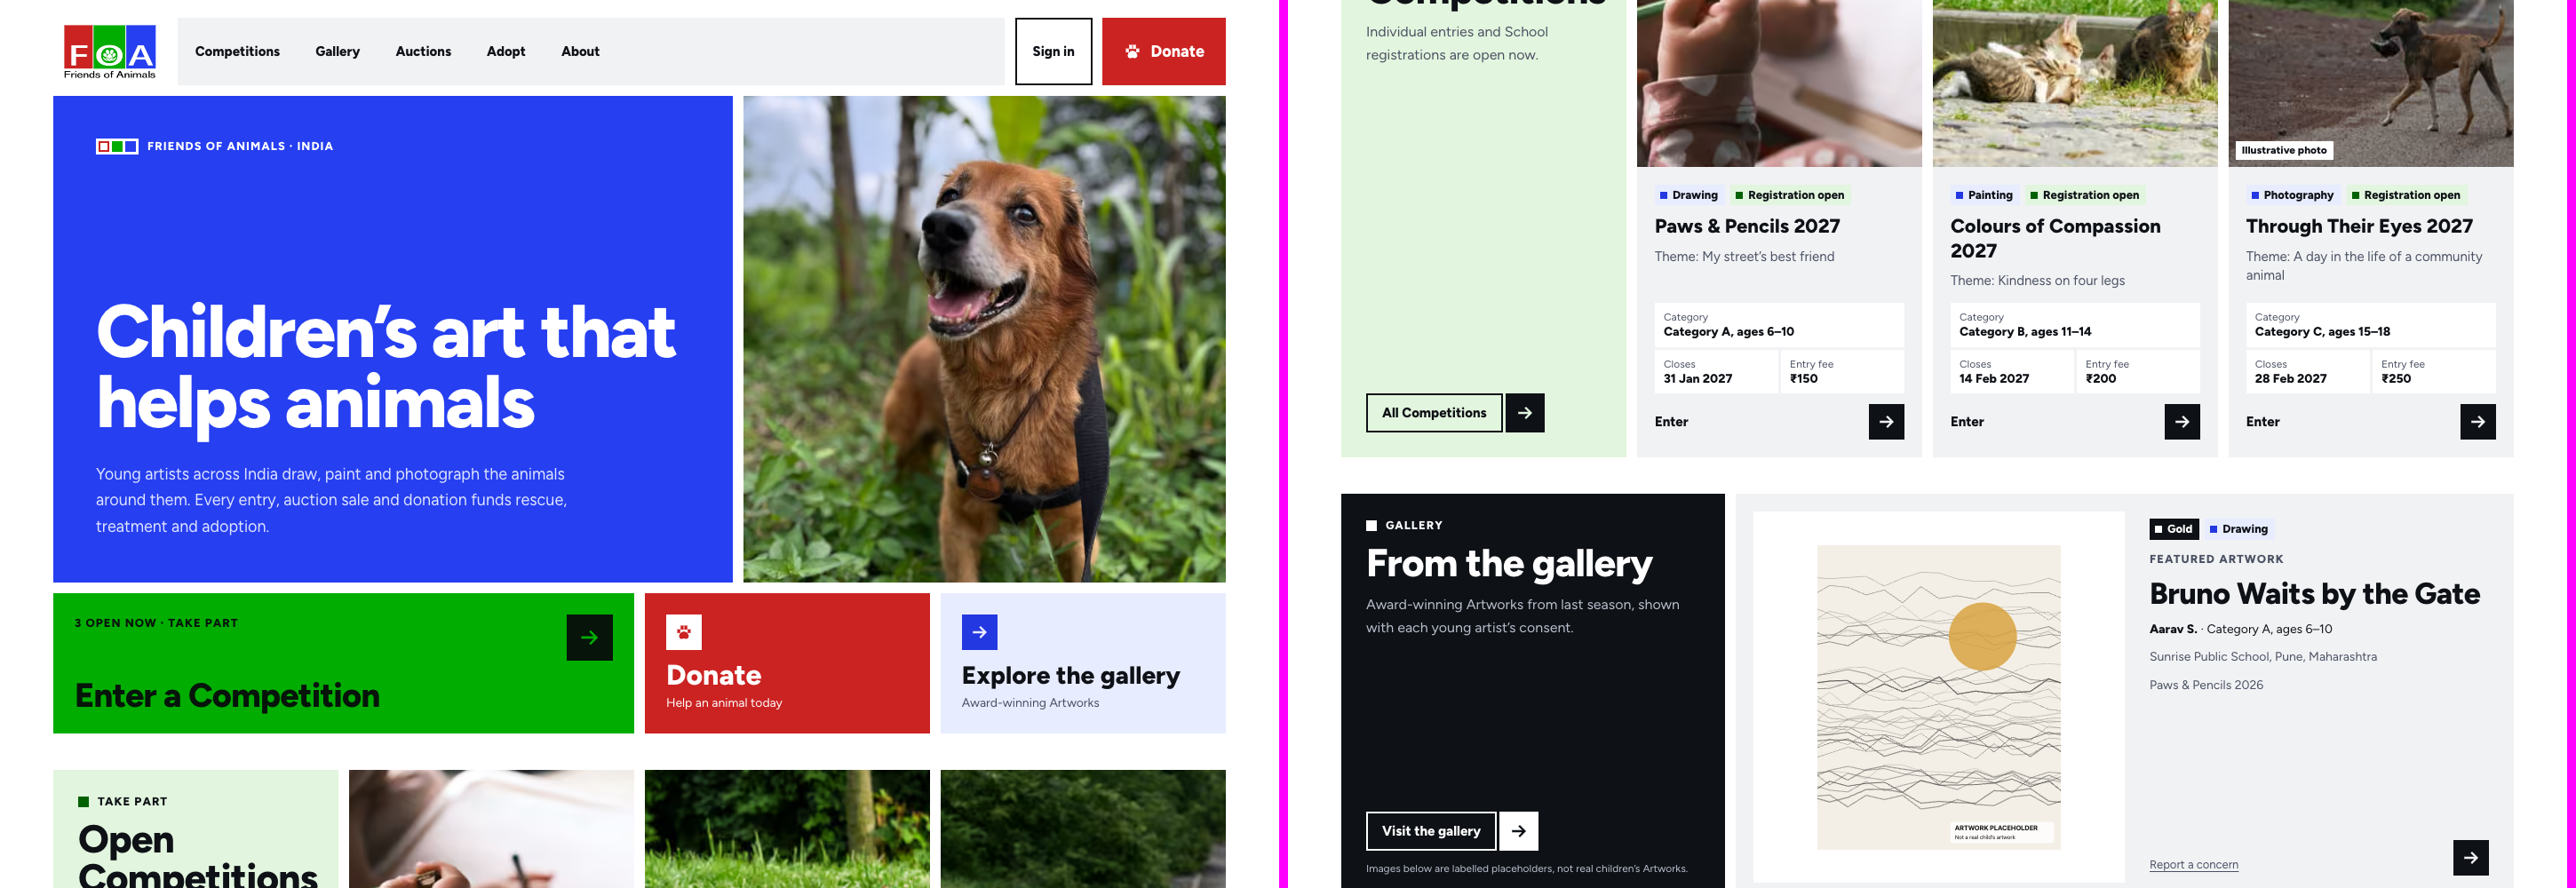 FOA
Friends of Animals
Competitions
Gallery
Auctions
Adopt
About
Sign in
Donate
FRIENDS OF ANIMALS · INDIA
Children’s art that
helps animals
Young artists across India draw, paint and photograph the animals
around them. Every entry, auction sale and donation funds rescue,
treatment and adoption.
3 OPEN NOW · TAKE PART
Enter a Competition
Donate
Help an animal today
Explore the gallery
Award-winning Artworks
TAKE PART
Open
Competitions
Competitions
Individual entries and School
registrations are open now.
All Competitions
Drawing
Registration open
Paws & Pencils 2027
Theme: My street’s best friend
Category
Category A, ages 6–10
Closes
31 Jan 2027
Entry fee
₹150
Enter
Painting
Registration open
Colours of Compassion
2027
Theme: Kindness on four legs
Category
Category B, ages 11–14
Closes
14 Feb 2027
Entry fee
₹200
Enter
Illustrative photo
Photography
Registration open
Through Their Eyes 2027
Theme: A day in the life of a community
animal
Category
Category C, ages 15–18
Closes
28 Feb 2027
Entry fee
₹250
Enter
GALLERY
From the gallery
Award-winning Artworks from last season, shown
with each young artist’s consent.
Visit the gallery
Images below are labelled placeholders, not real children’s Artworks.
ARTWORK PLACEHOLDER
Not a real child's artwork
Gold
Drawing
FEATURED ARTWORK
Bruno Waits by the Gate
Aarav S. · Category A, ages 6–10
Sunrise Public School, Pune, Maharashtra
Paws & Pencils 2026
Report a concern